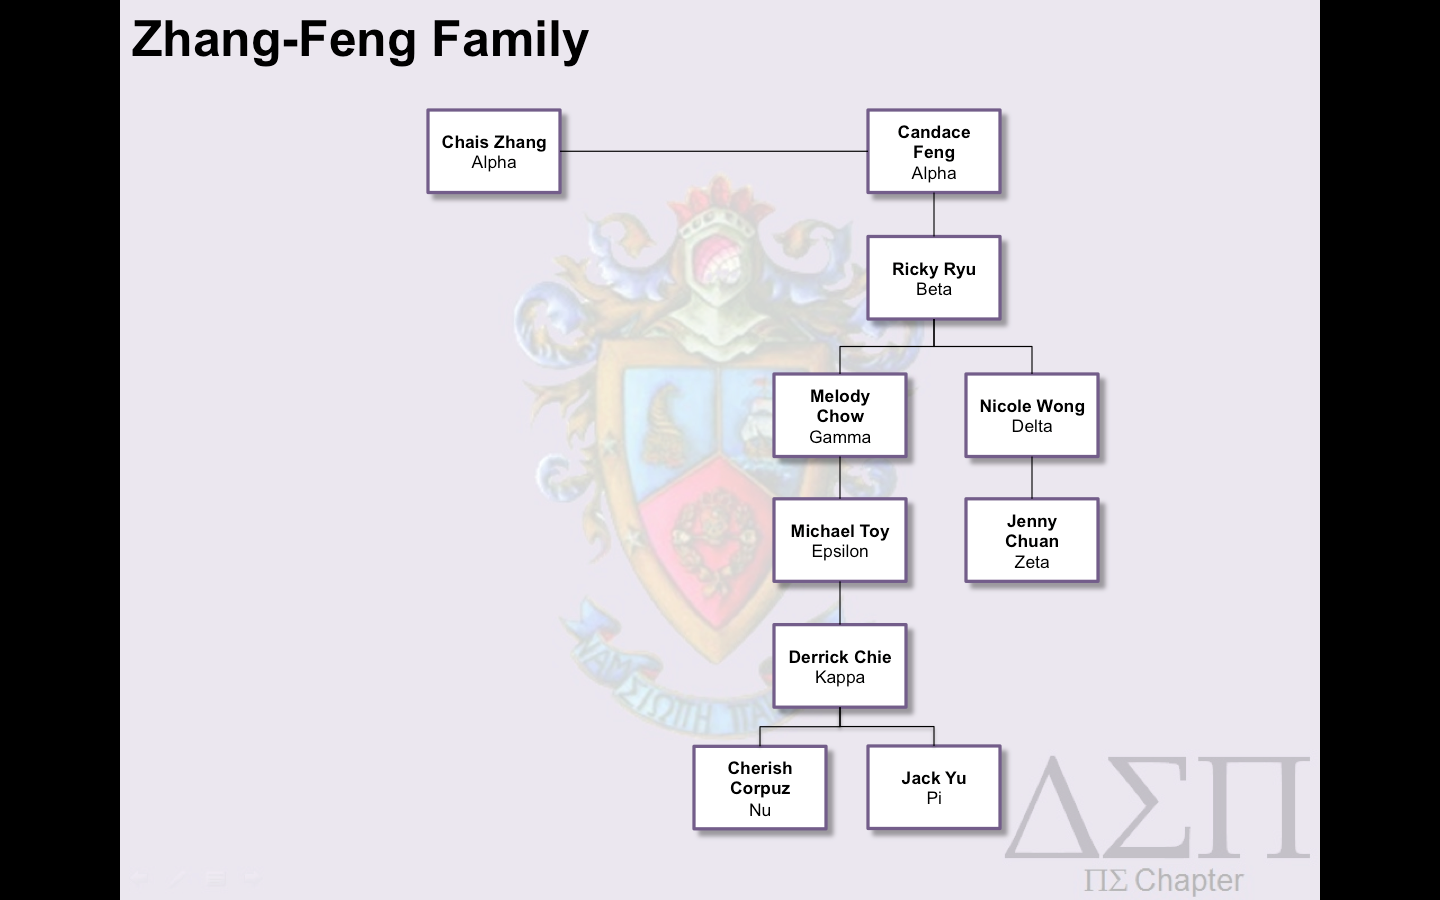 Zhang-Feng Family
Chais Zhang
Alpha
Candace
Feng
Alpha
Ricky Ryu
Beta
Melody
Chow
Gamma
Nicole Wong
Delta
Michael Toy
Epsilon
Jenny
Chuan
Zeta
Derrick Chie
Kappa
Cherish
Corpuz
Nu
Jack Yu
Pi
ΔΣΠ
ΠΣ Chapter